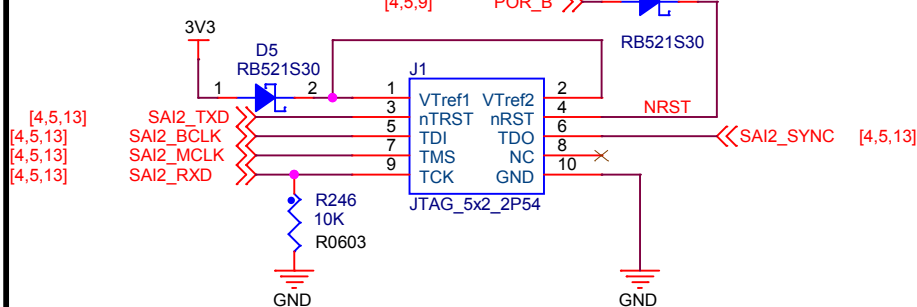 [4,5,9] POR_B
3V3
D5
RB521S30
RB521S30
J1
1 2 1 VTref1 VTref2 2
[4,5,13] SAI2_TXD 3 nTRST nRST 4 NRST
[4,5,13] SAI2_BCLK 5 TDI TDO 6 SAI2_SYNC [4,5,13]
[4,5,13] SAI2_MCLK 7 TMS NC 8
[4,5,13] SAI2_RXD 9 TCK GND 10
JTAG_5x2_2P54
R246
10K
R0603
GND GND